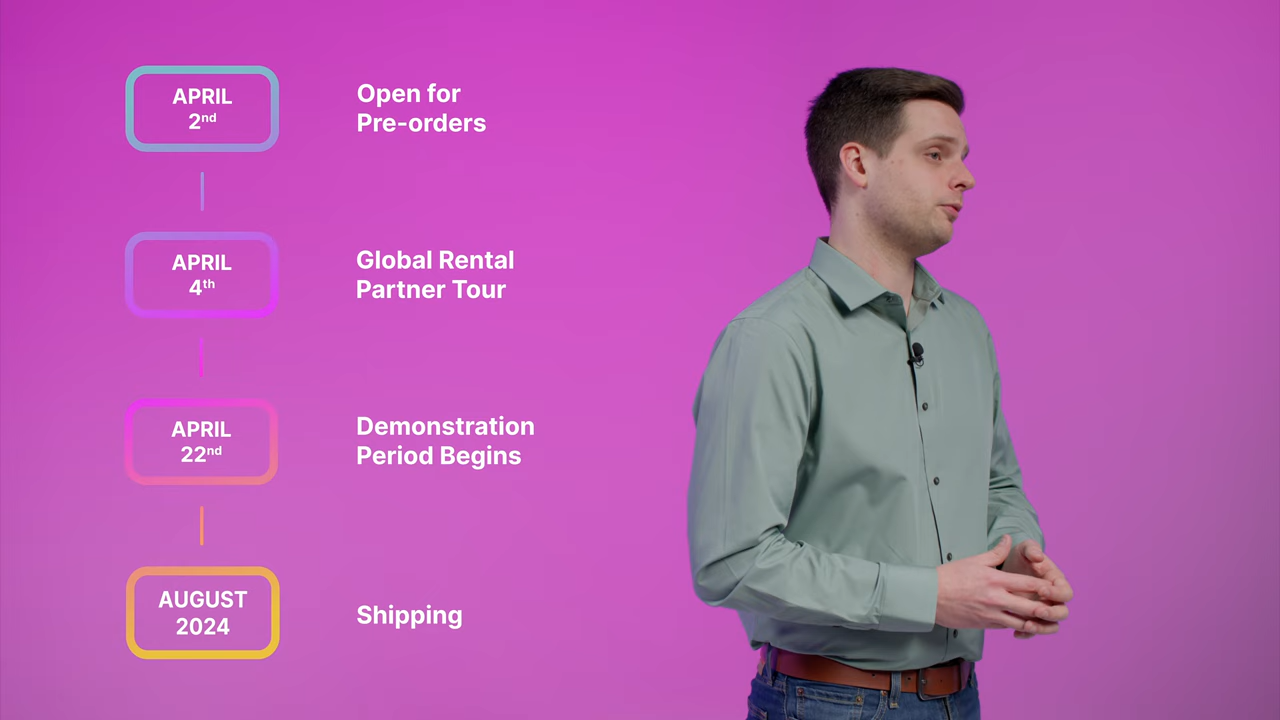 APRIL
2nd
Open for
Pre-orders
APRIL
4th
Global Rental
Partner Tour
APRIL
22nd
Demonstration
Period Begins
AUGUST
2024
Shipping